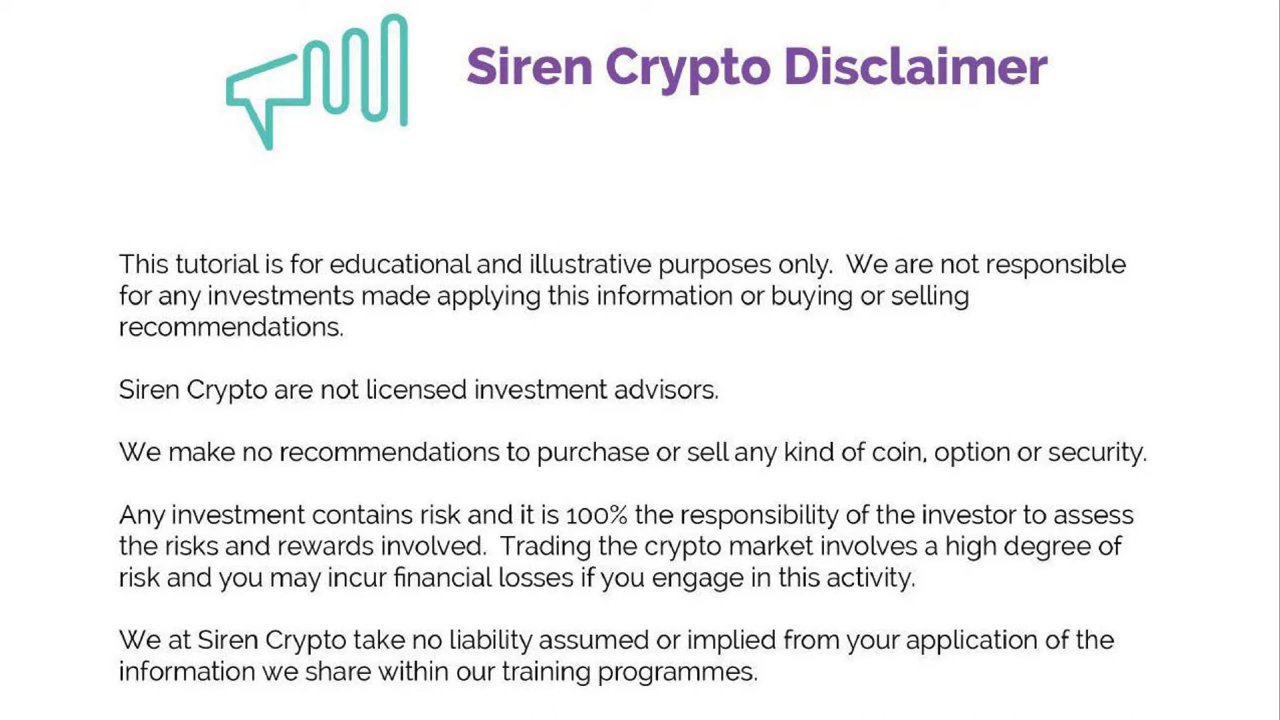 Siren Crypto Disclaimer
This tutorial is for educational and illustrative purposes only.  We are not responsible
for any investments made applying this information or buying or selling
recommendations.
Siren Crypto are not licensed investment advisors.
We make no recommendations to purchase or sell any kind of coin, option or security.
Any investment contains risk and it is 100% the responsibility of the investor to assess
the risks and rewards involved.  Trading the crypto market involves a high degree of
risk and you may incur financial losses if you engage in this activity.
We at Siren Crypto take no liability assumed or implied from your application of the
information we share within our training programmes.